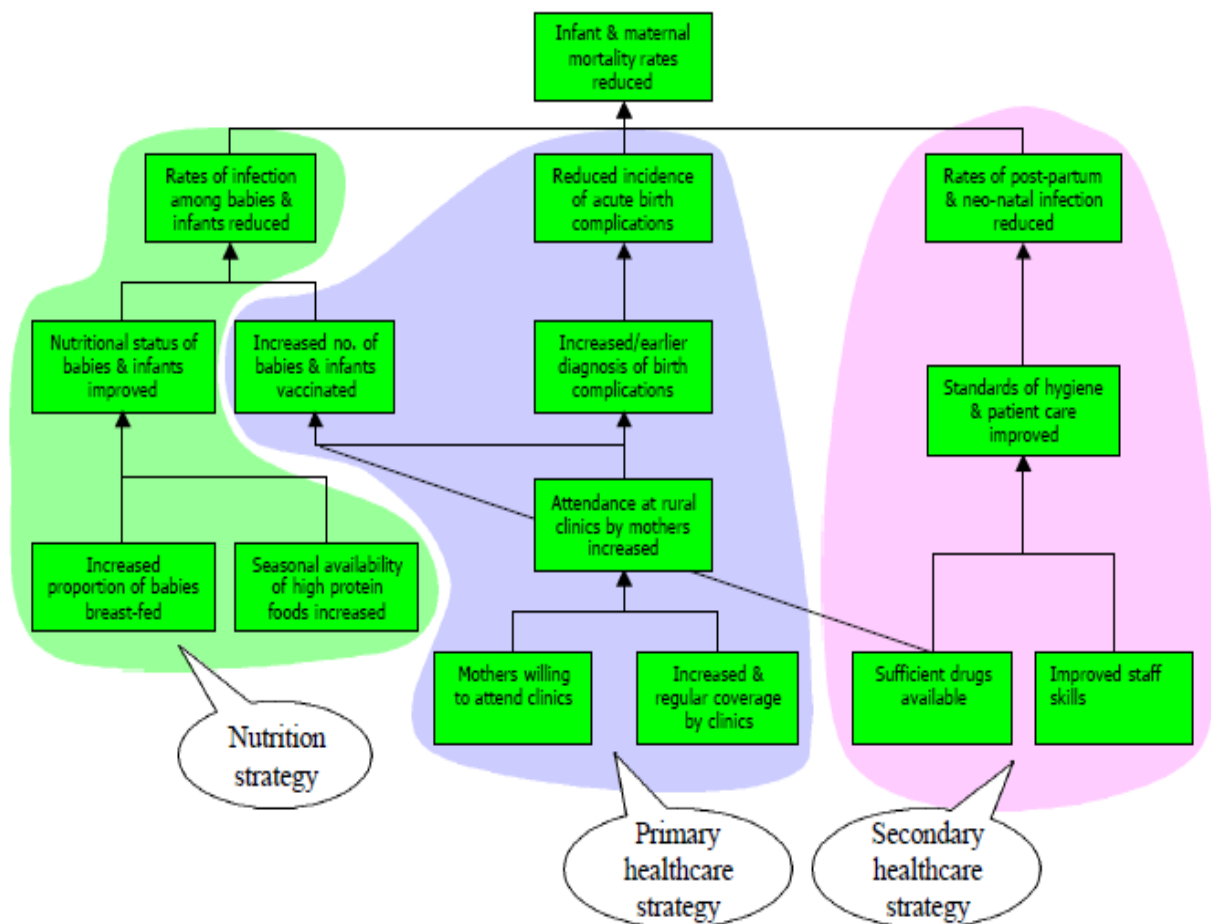 Infant & maternal
mortality rates
reduced
Rates of infection
among babies &
infants reduced
Reduced incidence
of acute birth
complications
Rates of post-partum
& neo-natal infection
reduced
Nutritional status of
babies & infants
improved
Increased no. of
babies & infants
vaccinated
Increased/earlier
diagnosis of birth
complications
Standards of hygiene
& patient care
improved
Attendance at rural
clinics by mothers
increased
Increased
proportion of babies
breast-fed
Seasonal availability
of high protein
foods increased
Mothers willing
to attend clinics
Increased &
regular coverage
by clinics
Sufficient drugs
available
Improved staff
skills
Nutrition
strategy
Primary
healthcare
strategy
Secondary
healthcare
strategy